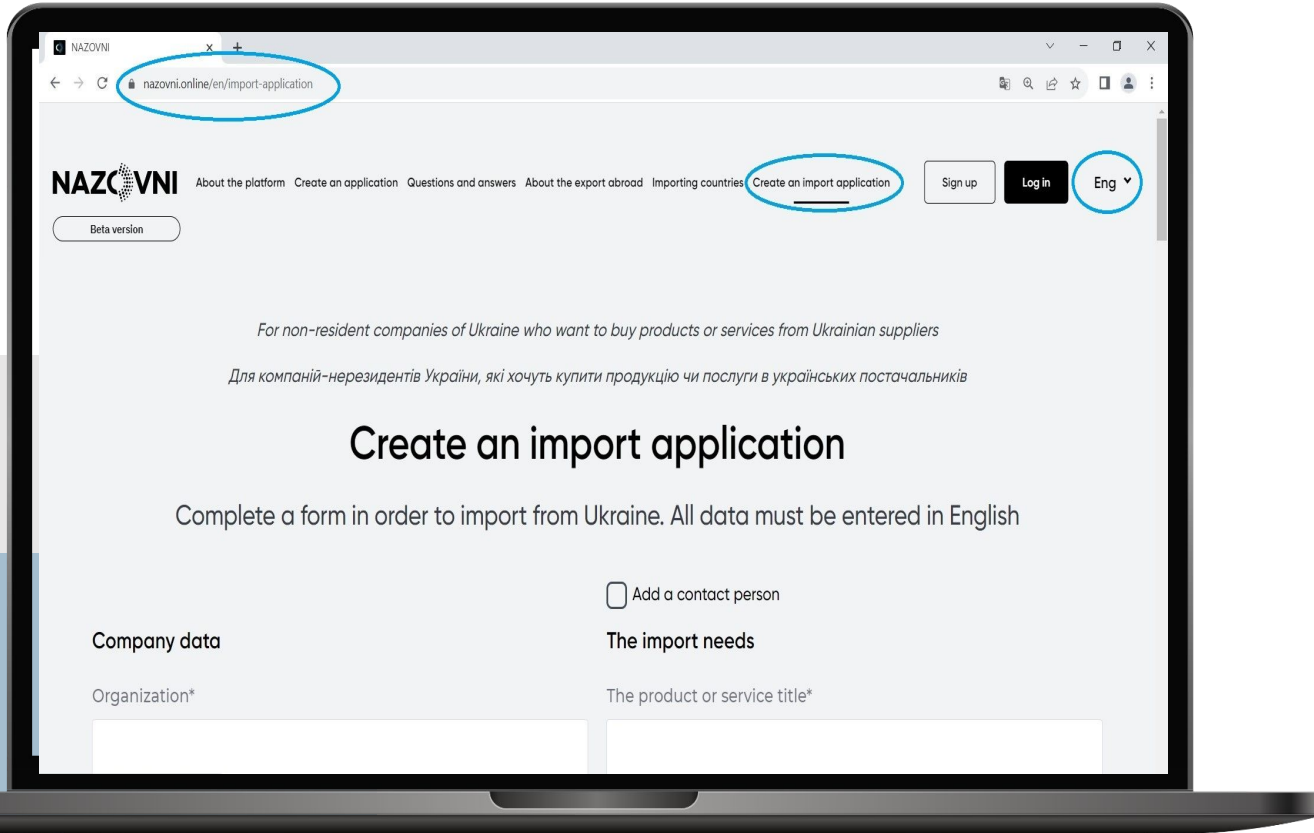 NAZOVNI
nazovni.online/en/import-application
NAZOVNI
About the platform Create an application Questions and answers About the export abroad Importing countries Create an import application Sign up Log in Eng
Beta version
For non-resident companies of Ukraine who want to buy products or services from Ukrainian suppliers
Для компаній-нерезидентів України, які хочуть купити продукцію чи послуги в українських постачальників
Create an import application
Complete a form in order to import from Ukraine. All data must be entered in English
Add a contact person
Company data
The import needs
Organization*
The product or service title*